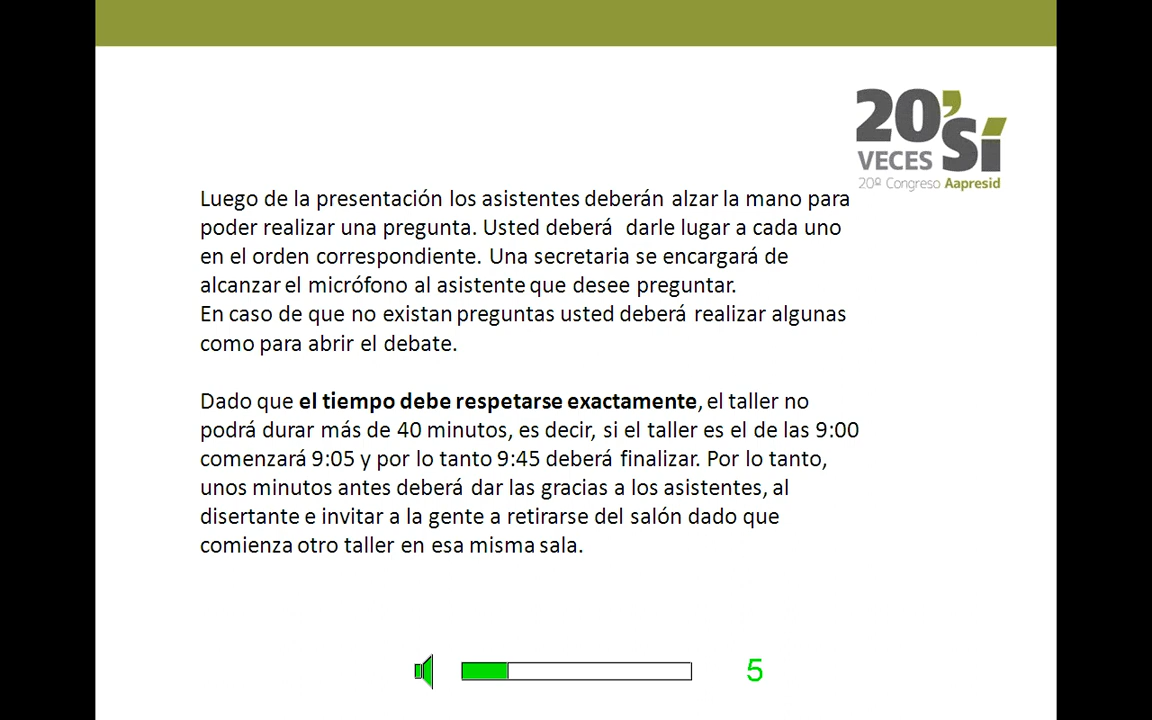 20'Sí
VECES
20º Congreso Aapresid
Luego de la presentación los asistentes deberán alzar la mano para
poder realizar una pregunta. Usted deberá darle lugar a cada uno
en el orden correspondiente. Una secretaria se encargará de
alcanzar el micrófono al asistente que desee preguntar.
En caso de que no existan preguntas usted deberá realizar algunas
como para abrir el debate.
Dado que el tiempo debe respetarse exactamente, el taller no
podrá durar más de 40 minutos, es decir, si el taller es el de las 9:00
comenzará 9:05 y por lo tanto 9:45 deberá finalizar. Por lo tanto,
unos minutos antes deberá dar las gracias a los asistentes, al
disertante e invitar a la gente a retirarse del salón dado que
comienza otro taller en esa misma sala.
5